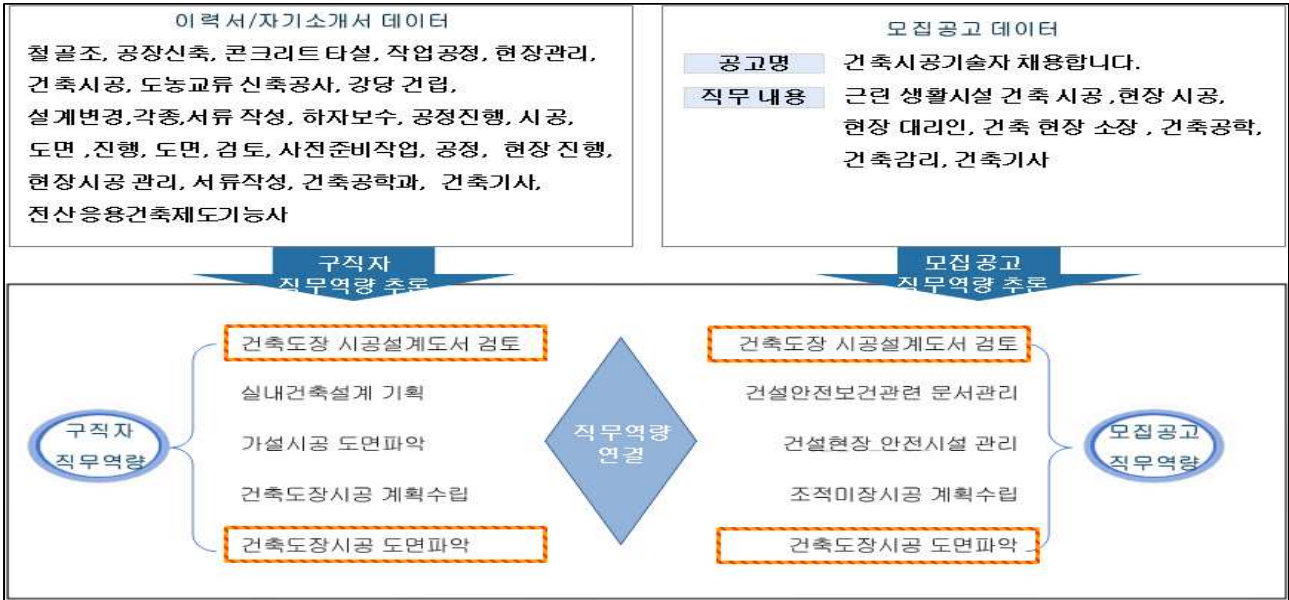 이력서/자기소개서 데이터
철골조, 공장신축, 콘크리트타설, 작업공정, 현장관리,
건축시공, 도농교류 신축공사, 강당 건립,
설계변경,각종,서류 작성, 하자보수, 공정진행, 시공,
도면 ,진행, 도면, 검토, 사전준비작업, 공정, 현장 진행,
현장시공 관리, 서류작성, 건축공학과, 건축기사,
전산응용건축제도기능사
모집공고 데이터
공고명 건축시공기술자 채용합니다.
직무 내용 근린 생활시설 건축 시공 ,현장 시공,
현장 대리인, 건축 현장 소장 , 건축공학,
건축감리, 건축기사
구직자
직무역량 추론
모집공고
직무역량 추론
구직자
직무역량
건축도장 시공설계도서 검토
실내건축설계 기획
가설시공 도면파악
건축도장시공 계획수립
건축도장시공 도면파악
직무역량
연결
건축도장 시공설계도서 검토
건설안전보건관련 문서관리
건설현장 안전시설 관리
조적미장시공 계획수립
건축도장시공 도면파악
모집공고
직무역량